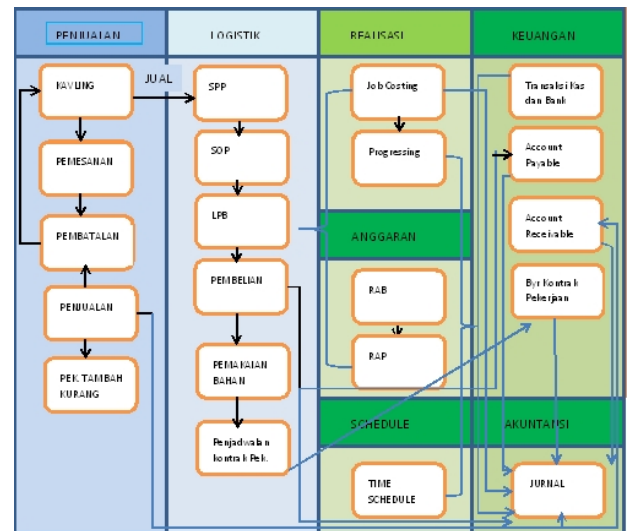 PENJUALAN
LOGISTIK
REALISASI
KEUANGAN
KAVLING
JUAL
PEMESANAN
PEMBATALAN
PENJUALAN
PEK. TAMBAH
KURANG
SPP
SOP
LPB
PEMBELIAN
PEMAKAIAN
BAHAN
Penjadwalan
kontrak Pek.
Job Costing
Progressing
ANGGARAN
RAB
RAP
SCHEDULE
TIME
SCHEDULE
Transaksi Kas
dan Bank
Account
Payable
Account
Receivable
Byr Kontrak
Pekerjaan
AKUNTANSI
JURNAL